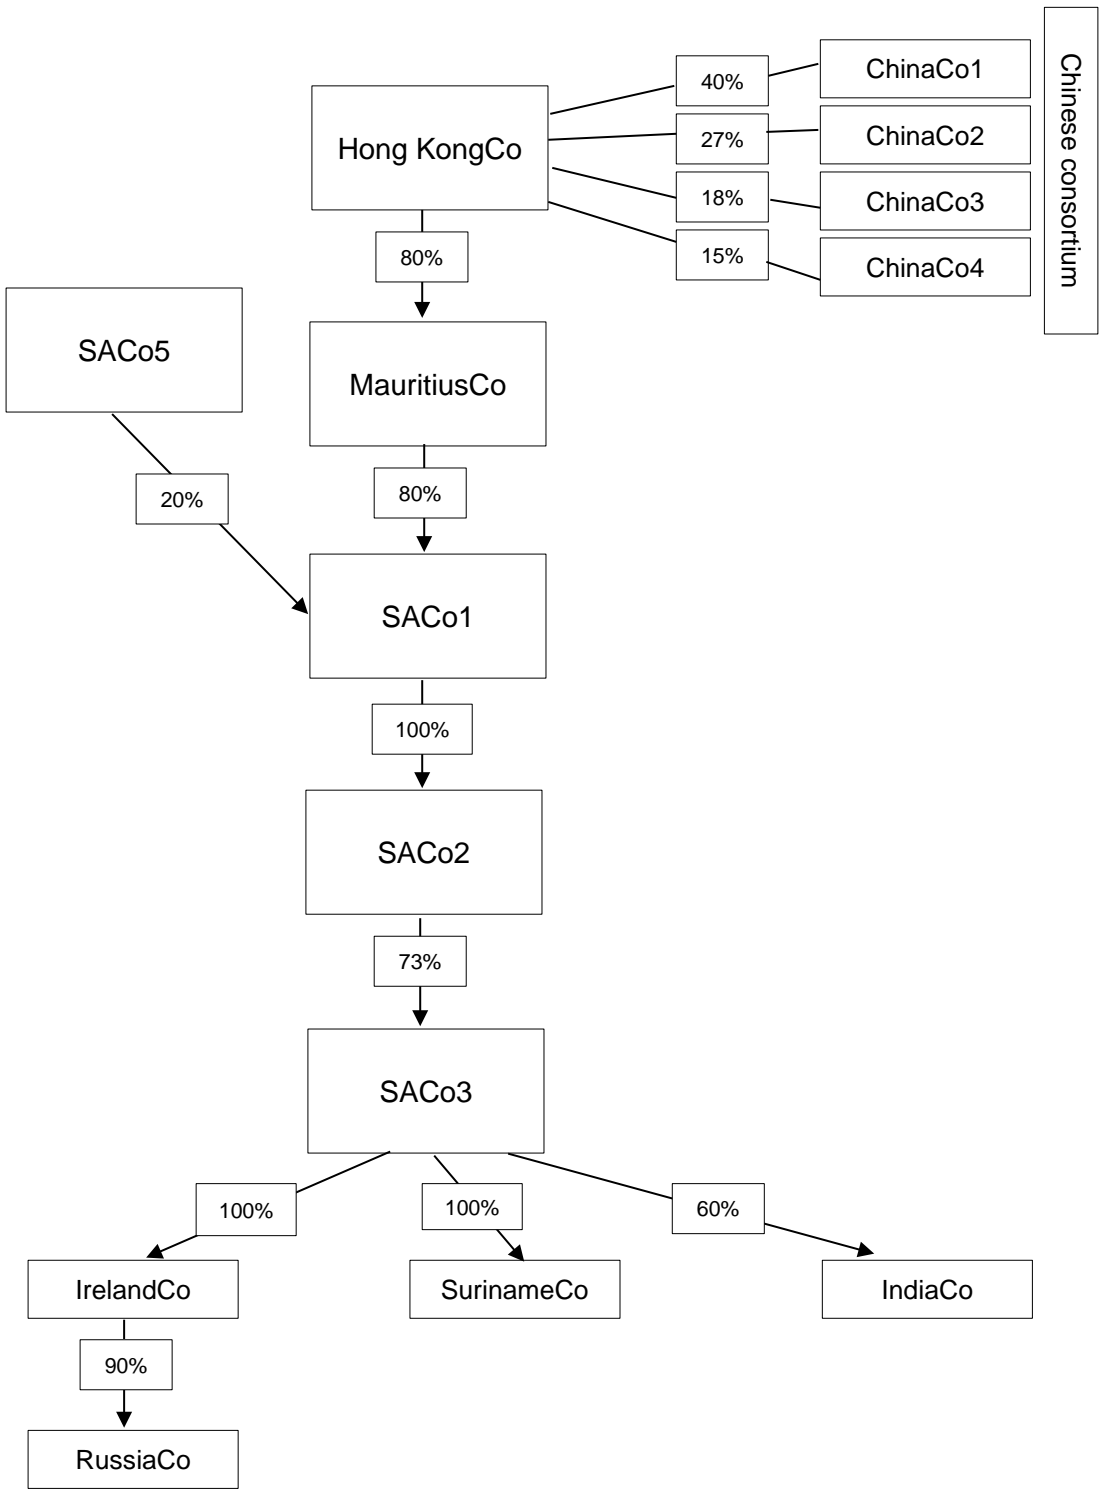 40%
ChinaCo1
Hong KongCo
27%
ChinaCo2
18%
ChinaCo3
15%
ChinaCo4
Chinese consortium
80%
SACo5
MauritiusCo
20%
80%
SACo1
100%
SACo2
73%
SACo3
100%
100%
60%
IrelandCo
SurinameCo
IndiaCo
90%
RussiaCo